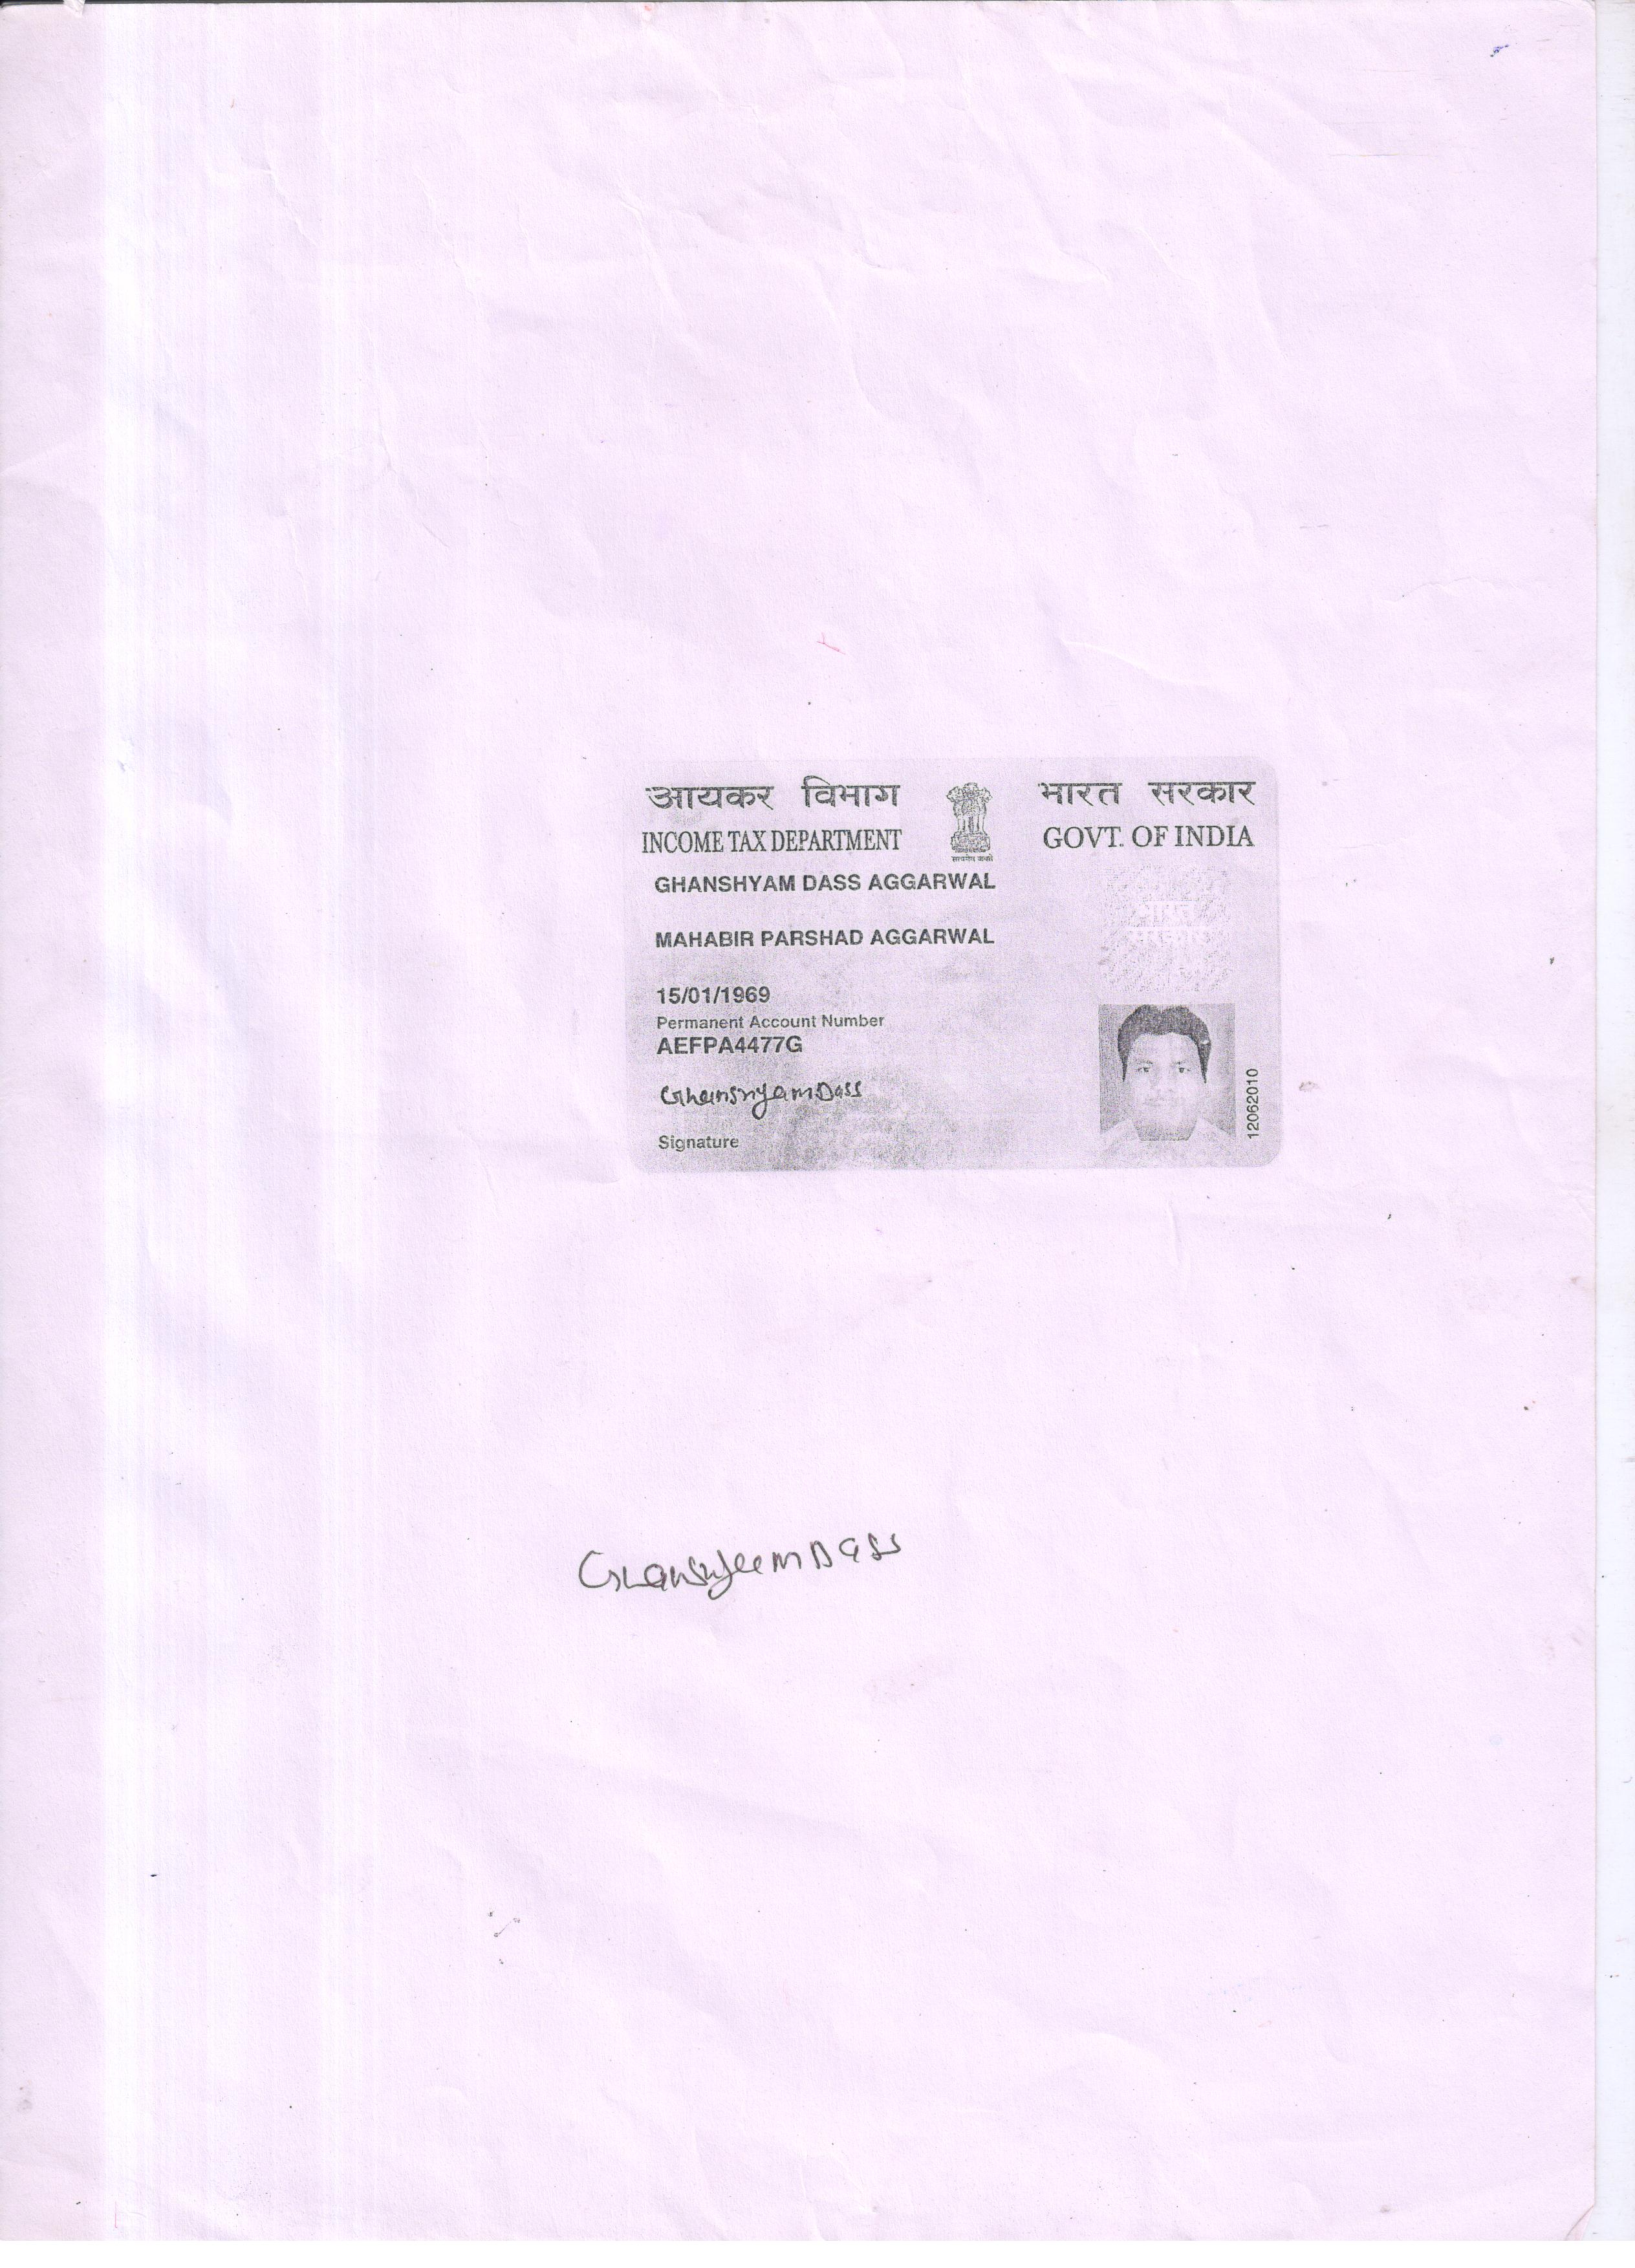 आयकर विभाग
INCOME TAX DEPARTMENT
सत्यमेव जयते
भारत सरकार
GOVT. OF INDIA
GHANSHYAM DASS AGGARWAL
MAHABIR PARSHAD AGGARWAL
15/01/1969
Permanent Account Number
AEFPA4477G
GhanshyamDass
Signature
12062010
GhanshyamDass